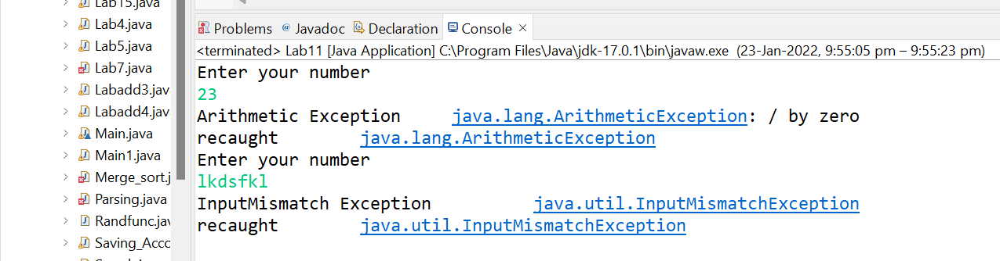 Lab15.java
Lab4.java
Lab5.java
Lab7.java
Labadd3.jav
Labadd4.jav
Main.java
Main1.java
Merge_sort.j
Parsing.java
Randfunc.jav
Saving_Acco
Problems @ Javadoc Declaration Console
<terminated> Lab11 [Java Application] C:\Program Files\Java\jdk-17.0.1\bin\javaw.exe (23-Jan-2022, 9:55:05 pm – 9:55:23 pm)
Enter your number
23
Arithmetic Exception java.lang.ArithmeticException: / by zero
recaught java.lang.ArithmeticException
Enter your number
lkdsfkl
InputMismatch Exception java.util.InputMismatchException
recaught java.util.InputMismatchException